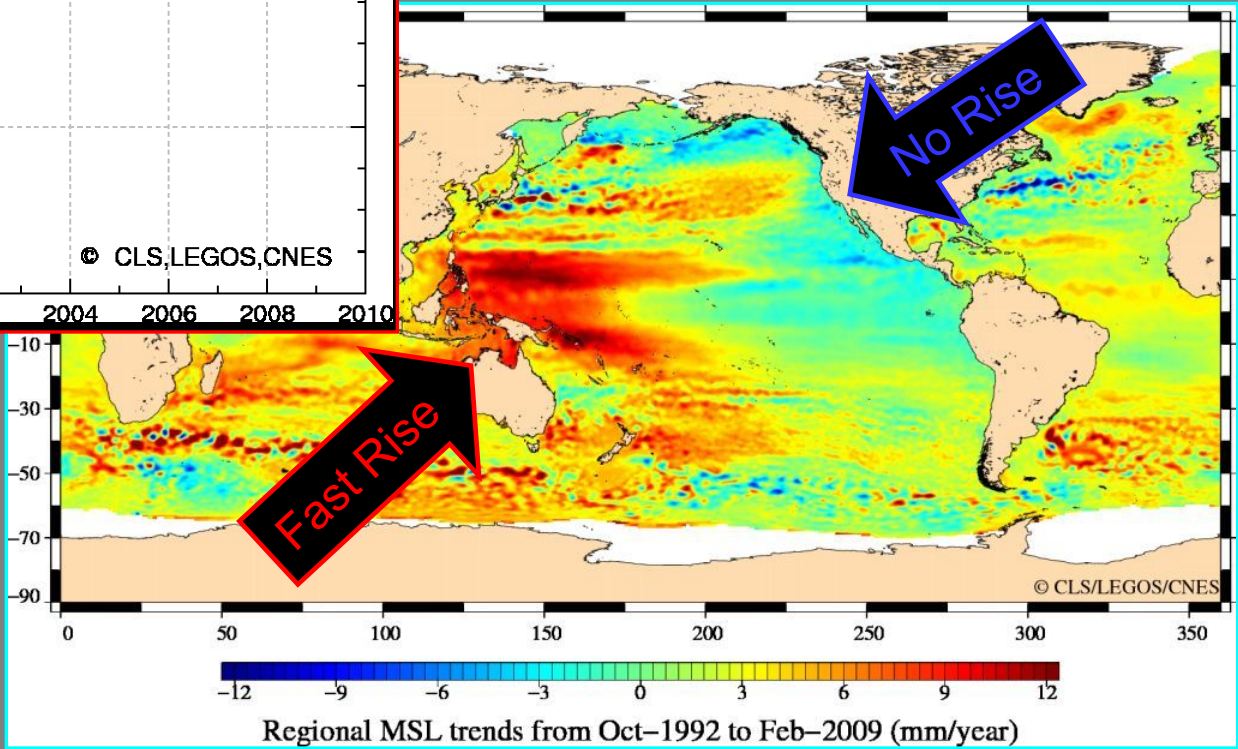 © CLS,LEGOS,CNES
2004 2006 2008 2010
No Rise
Fast Rise
−10
−30
−50
−70
−90
© CLS/LEGOS/CNES
0 50 100 150 200 250 300 350
−12 −9 −6 −3 0 3 6 9 12
Regional MSL trends from Oct−1992 to Feb−2009 (mm/year)